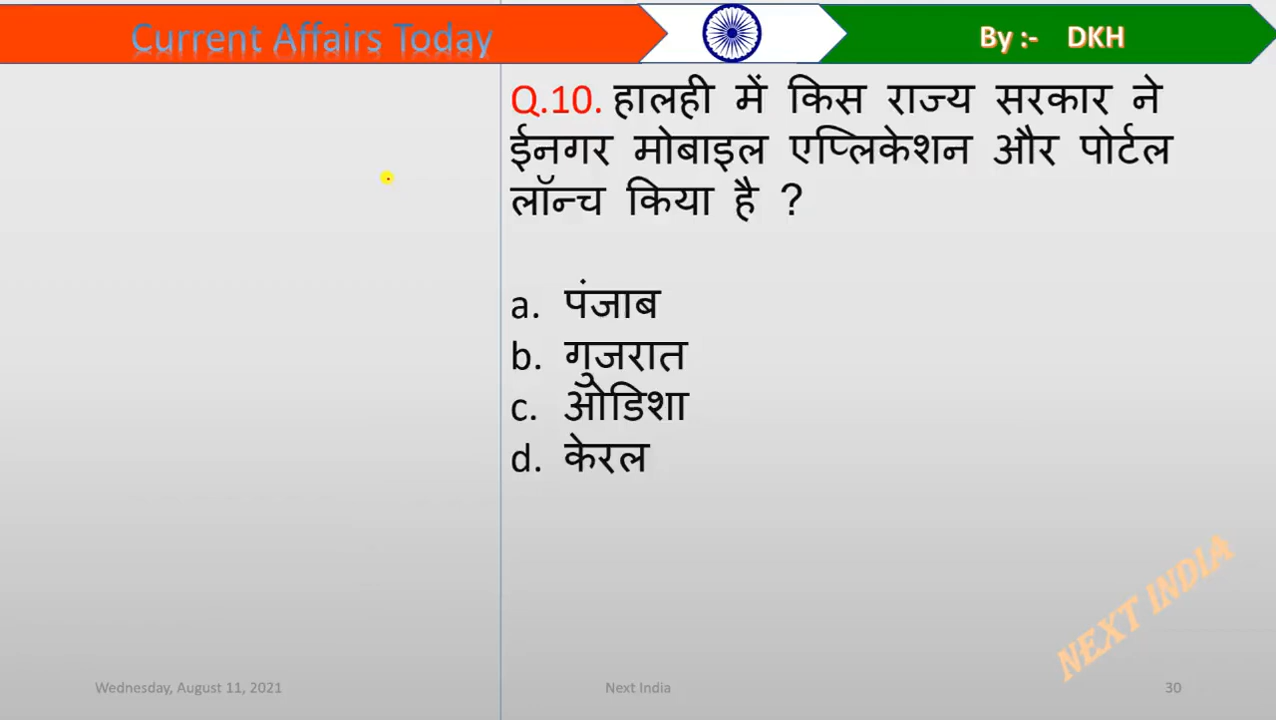 Current Affairs Today
By :- DKH
Q.10. हालही में किस राज्य सरकार ने
ईनगर मोबाइल एप्लिकेशन और पोर्टल
लॉन्च किया है ?
a. पंजाब
b. गुजरात
c. ओडिशा
d. केरल
NEXT INDIA
Wednesday, August 11, 2021
Next India
30